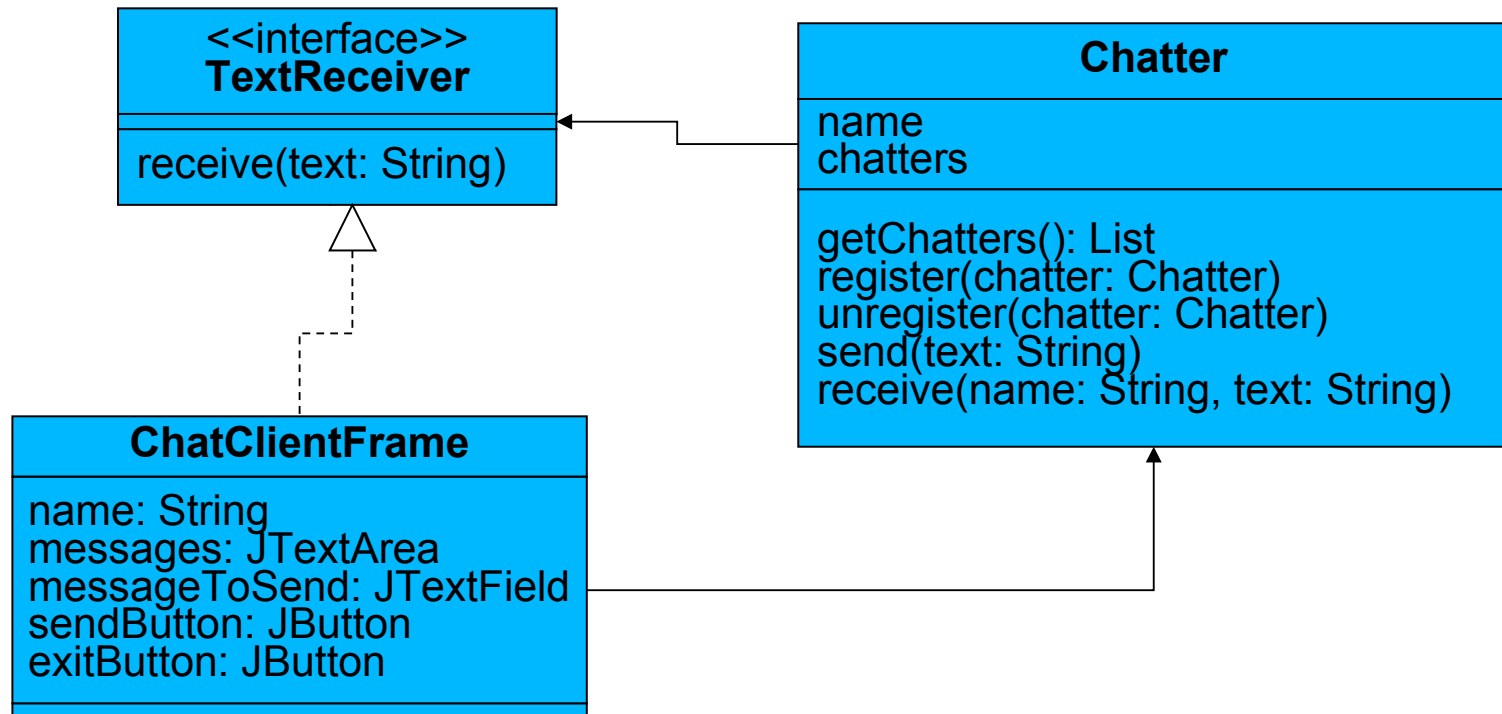 <<interface>>
TextReceiver
receive(text: String)
Chatter
name
chatters
getChatters(): List
register(chatter: Chatter)
unregister(chatter: Chatter)
send(text: String)
receive(name: String, text: String)
ChatClientFrame
name: String
messages: JTextArea
messageToSend: JTextField
sendButton: JButton
exitButton: JButton